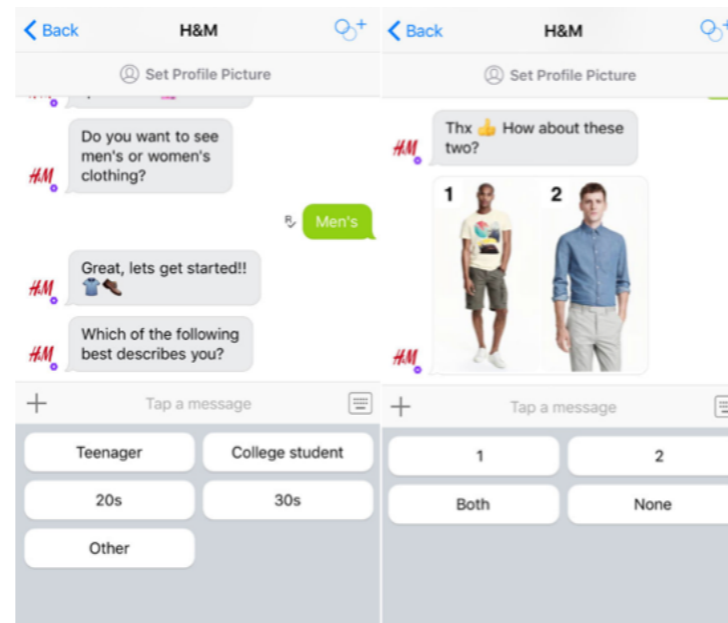 Back
H&M
Set Profile Picture
Do you want to see
men's or women's
clothing?
H&M
R
Men's
Great, lets get started!!
H&M
Which of the following
best describes you?
H&M
Tap a message
Teenager
College student
20s
30s
Other
Back
H&M
Set Profile Picture
Thx 👍 How about these
two?
H&M
1
2
H&M
Tap a message
1
2
Both
None